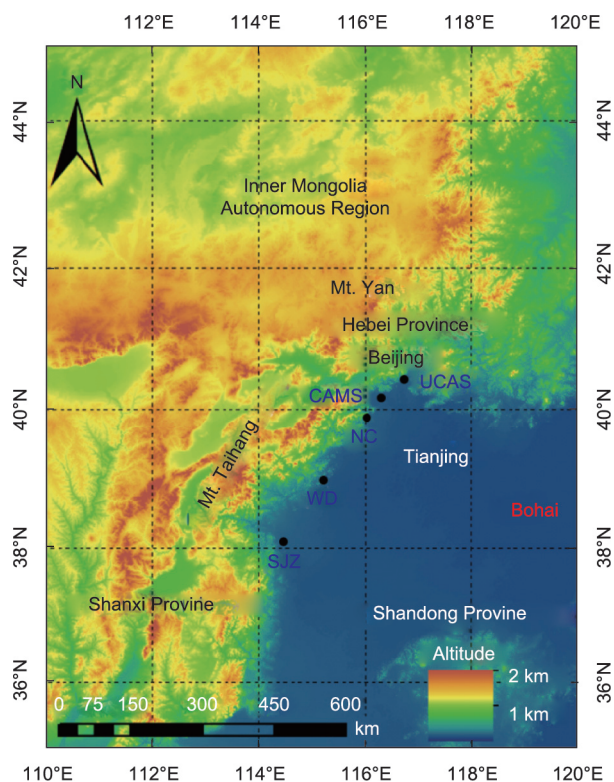 112°E 114°E 116°E 118°E 120°E
N
44°N 44°N
Inner Mongolia
Autonomous Region
42°N 42°N
Mt. Yan
Hebei Province
Beijing
UCAS
CAMS
40°N 40°N
NC
Tianjing
Mt. Taihang
WD
Bohai
38°N 38°N
SJZ
Shanxi Provine
Shandong Provine
Altitude
36°N 36°N
2 km
1 km
0 75 150 300 450 600
km
110°E 112°E 114°E 116°E 118°E 120°E